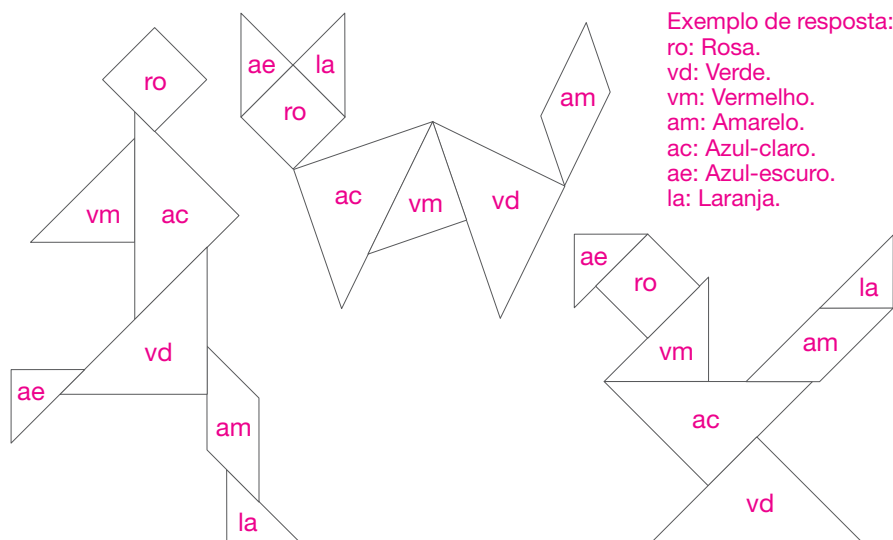 Exemplo de resposta:
ro: Rosa.
vd: Verde.
vm: Vermelho.
am: Amarelo.
ac: Azul-claro.
ae: Azul-escuro.
la: Laranja.
ro
vm
ac
vd
ae
am
la
ae
la
ro
ac
vm
vd
am
ae
ro
vm
la
am
ac
vd